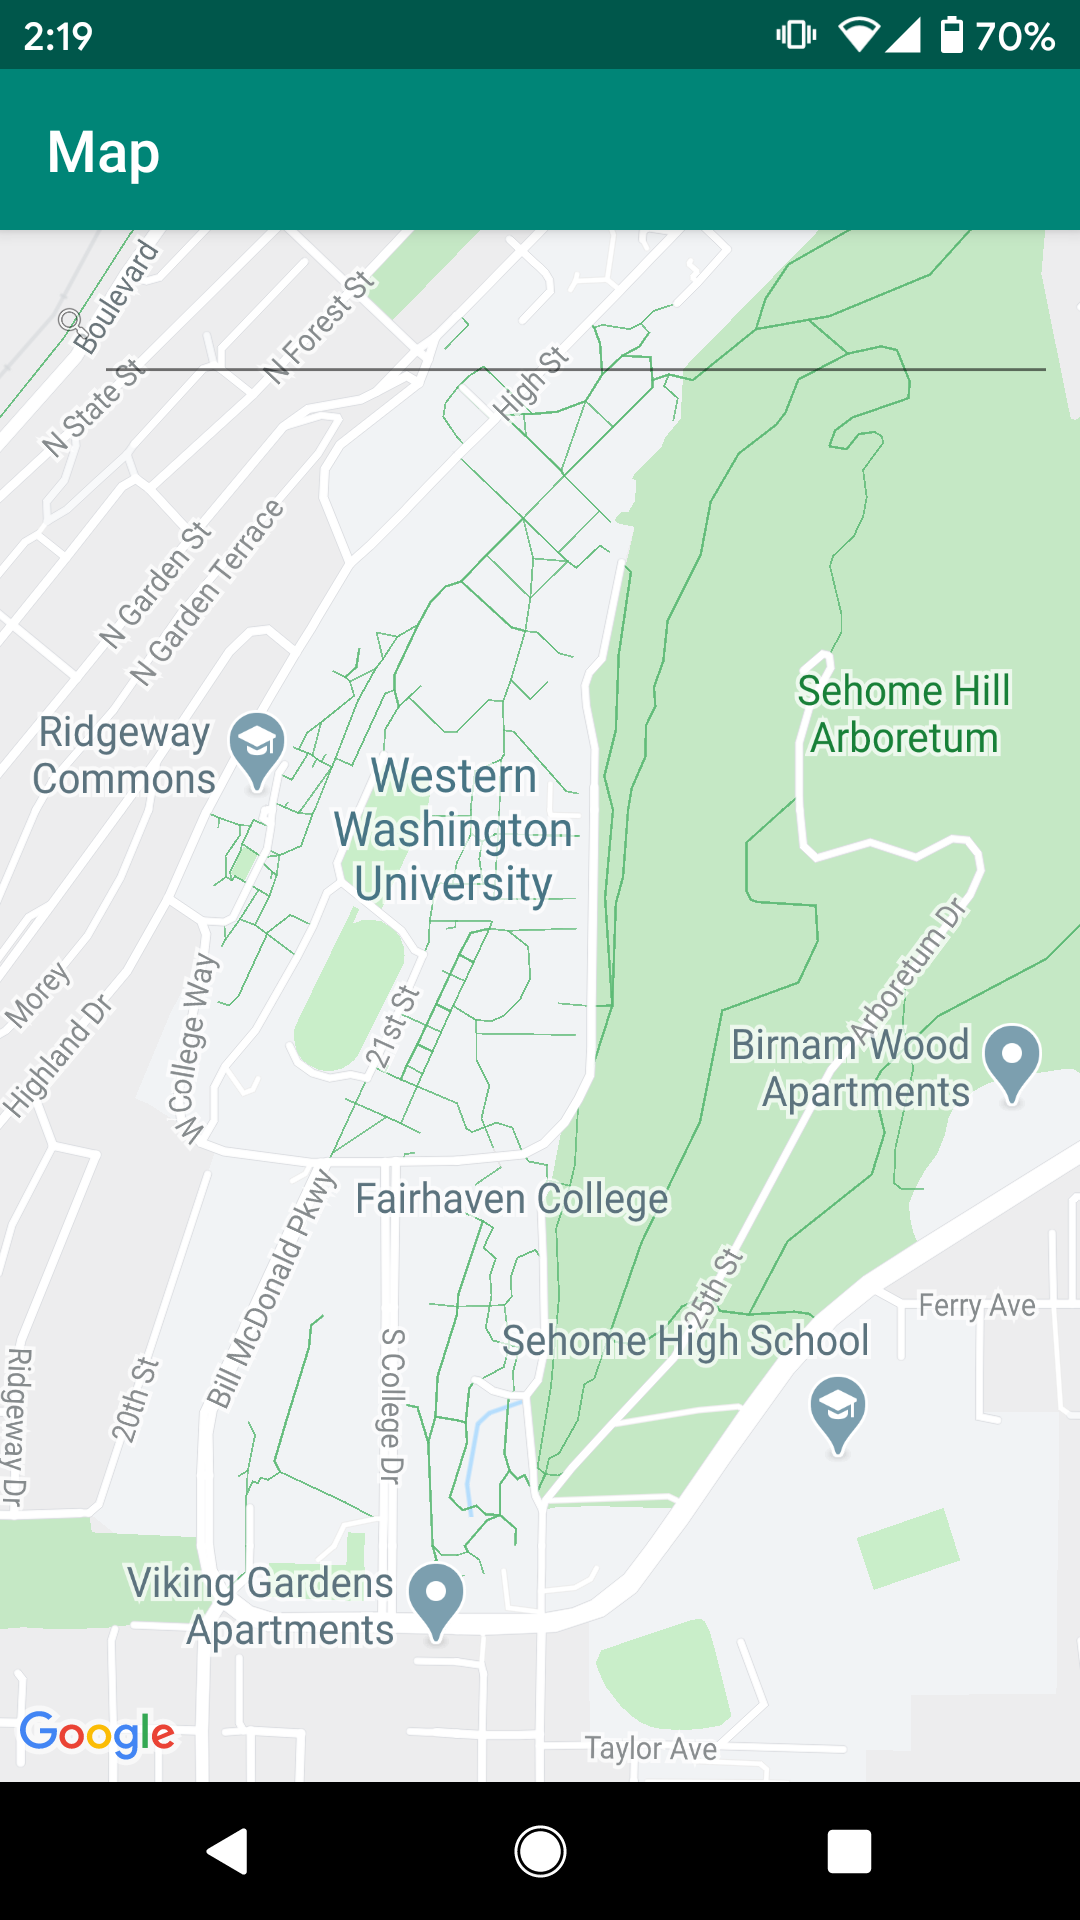 2:19
70%
Map
Boulevard
N State St
N Forest St
High St
N Garden St
N Garden Terrace
Sehome Hill
Arboretum
Ridgeway
Commons
Western
Washington
University
Morey
Highland Dr
W College Way
21st St
Arboretum Dr
Birnam Wood
Apartments
Fairhaven College
Bill McDonald Pkwy
25th St
Ferry Ave
Sehome High School
Ridgeway Dr
20th St
S College Dr
Viking Gardens
Apartments
Google
Taylor Ave